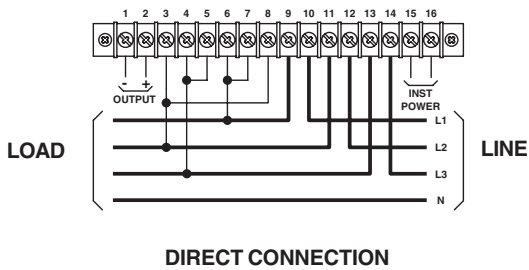 1 2 3 4 5 6 7 8 9 10 11 12 13 14 15 16
- +
OUTPUT
INST
POWER
L1
LOAD
L2
LINE
L3
N
DIRECT CONNECTION